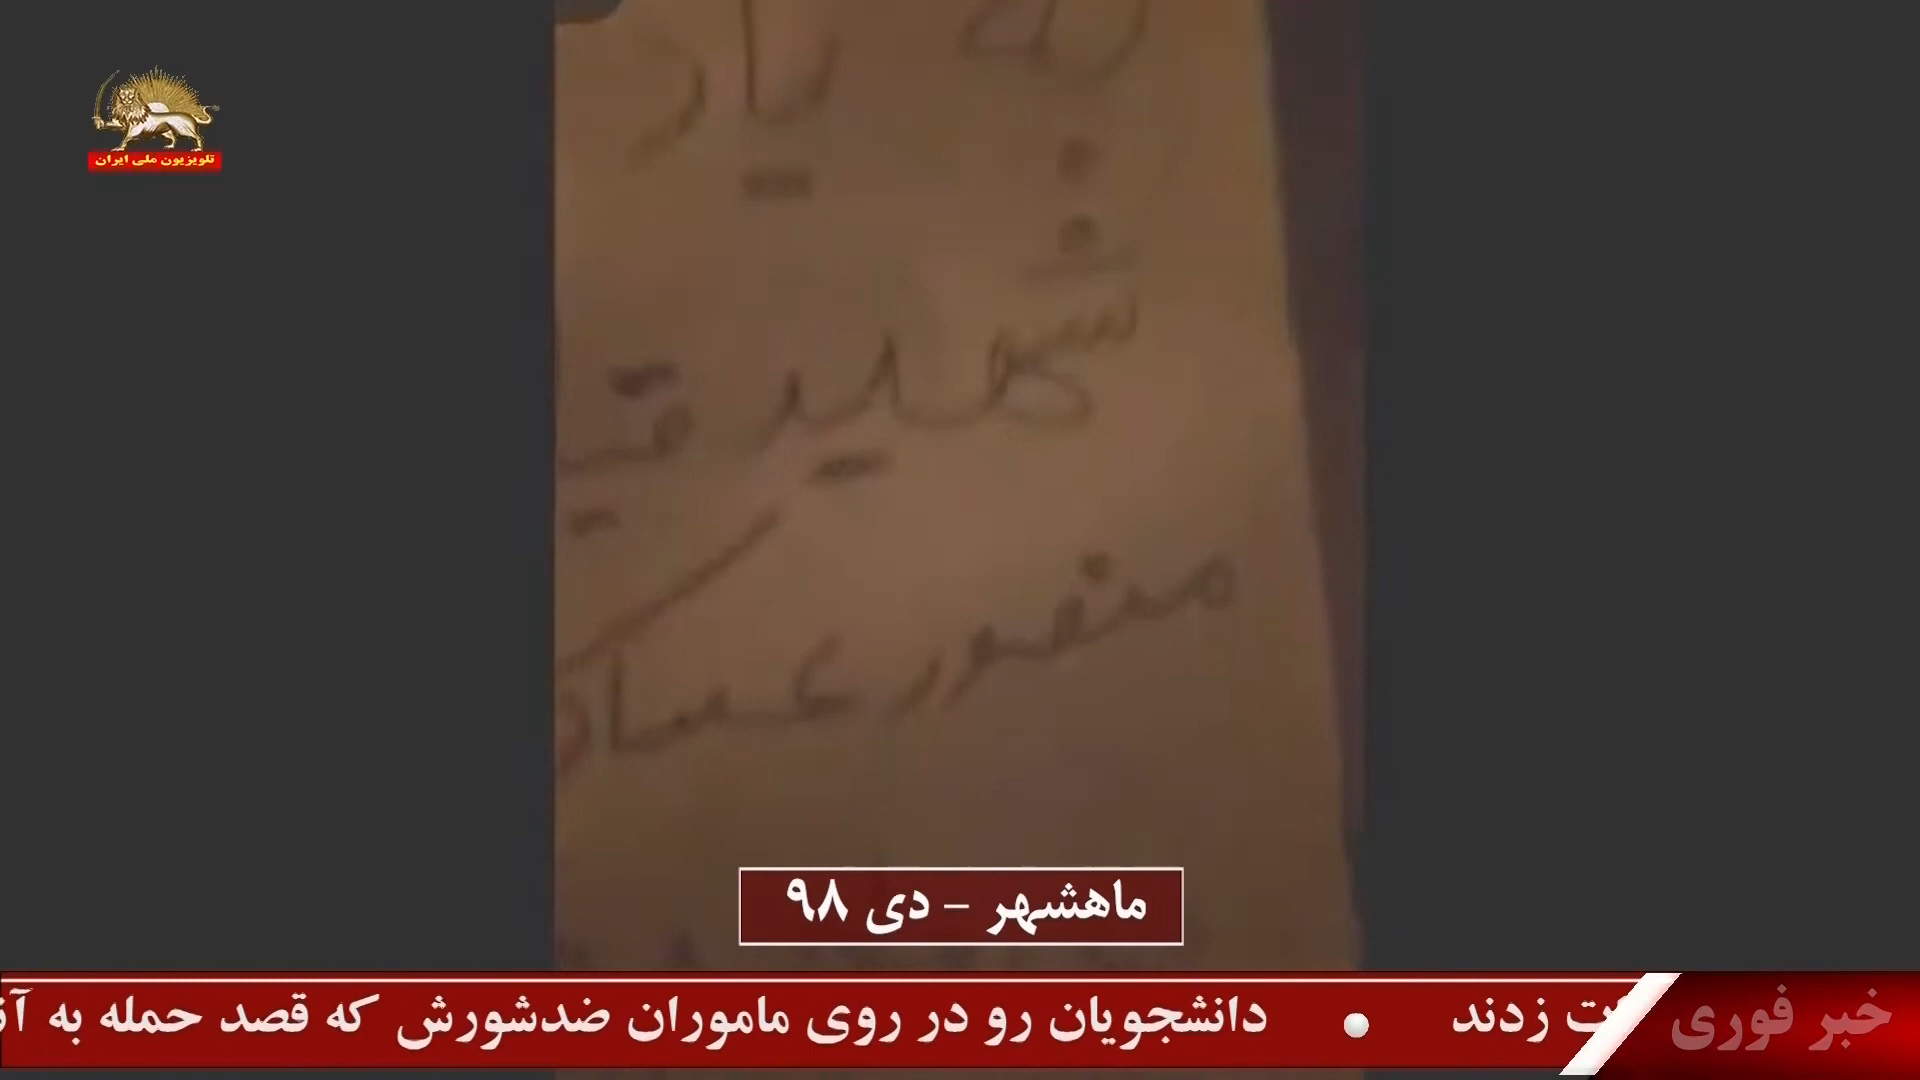 تلویزیون ملی ایران
به یاد
شهید
منصور
ماهشهر – دی ۹۸
خبر فوری
زدند • دانشجویان رو در روی ماموران ضدشورش که قصد حمله به